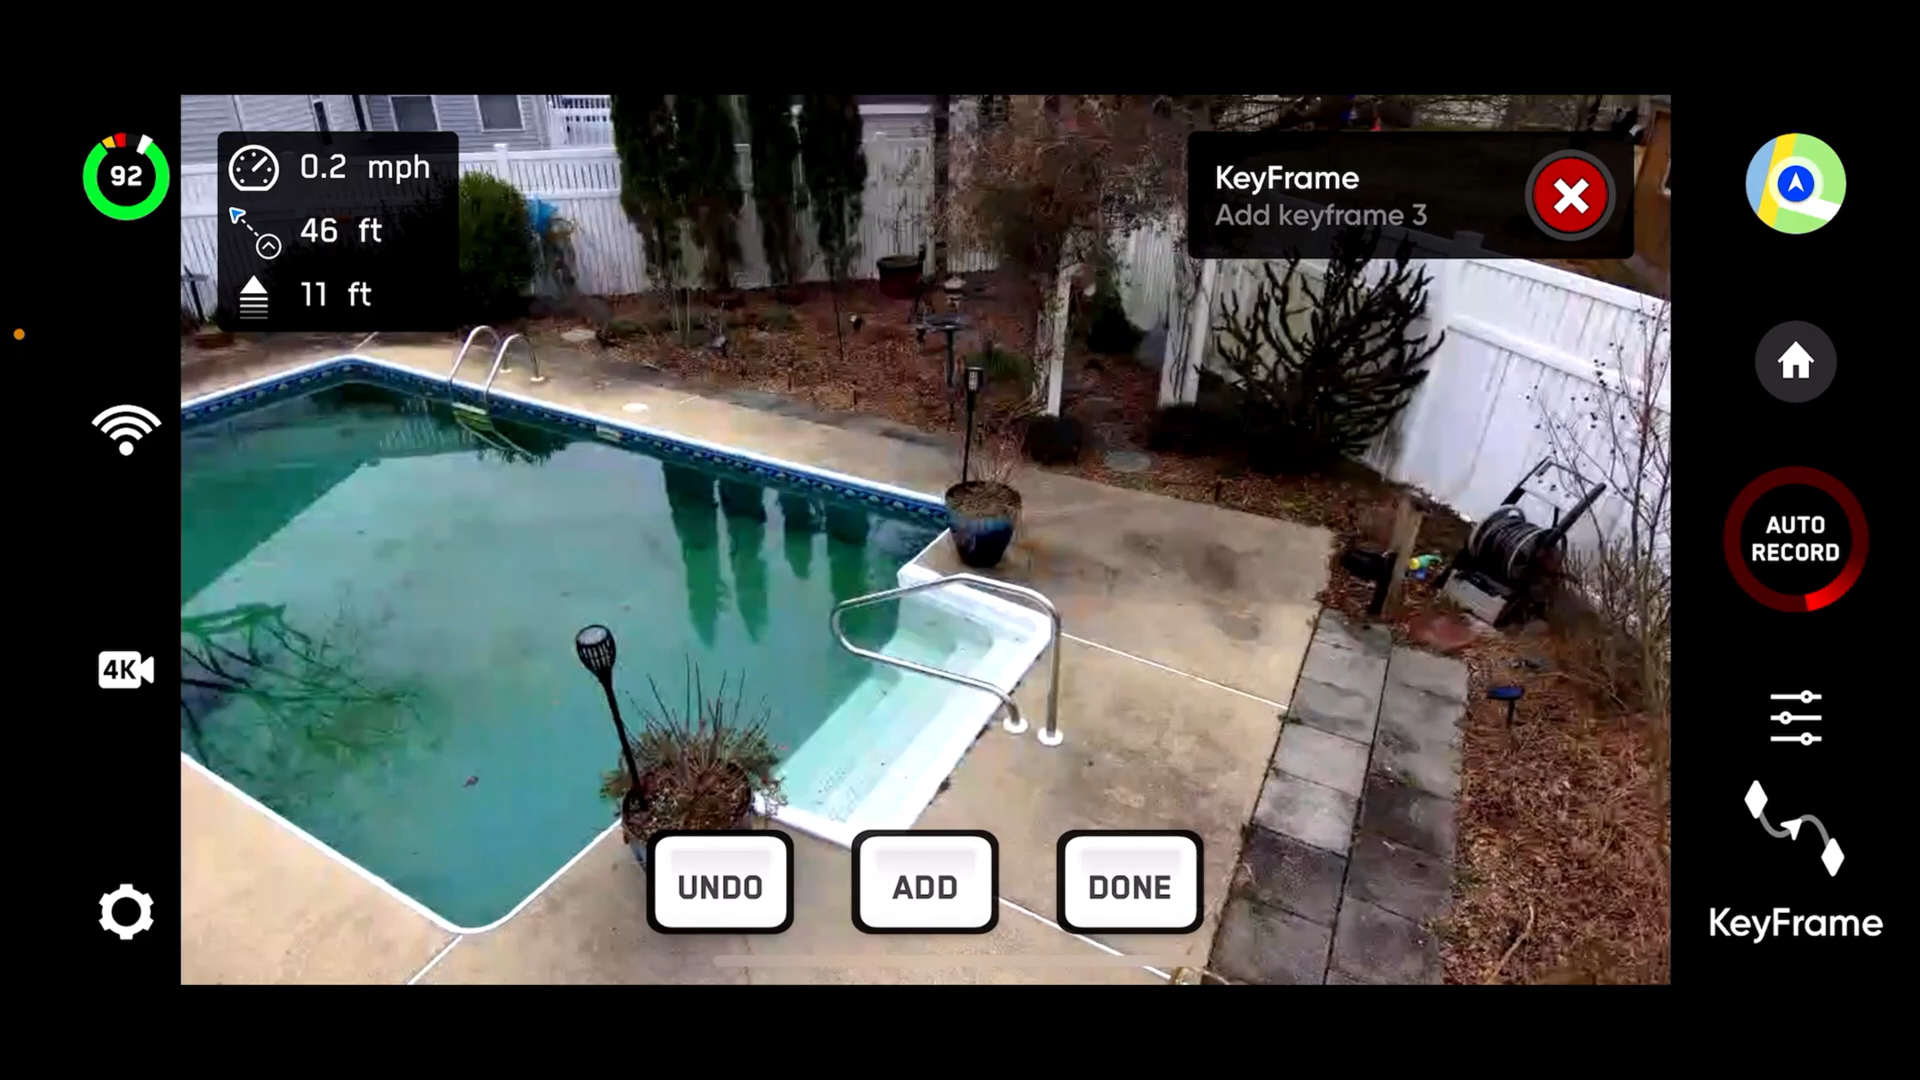 92
0.2 mph
46 ft
11 ft
KeyFrame
Add keyframe 3
AUTO
RECORD
4K
UNDO
ADD
DONE
KeyFrame